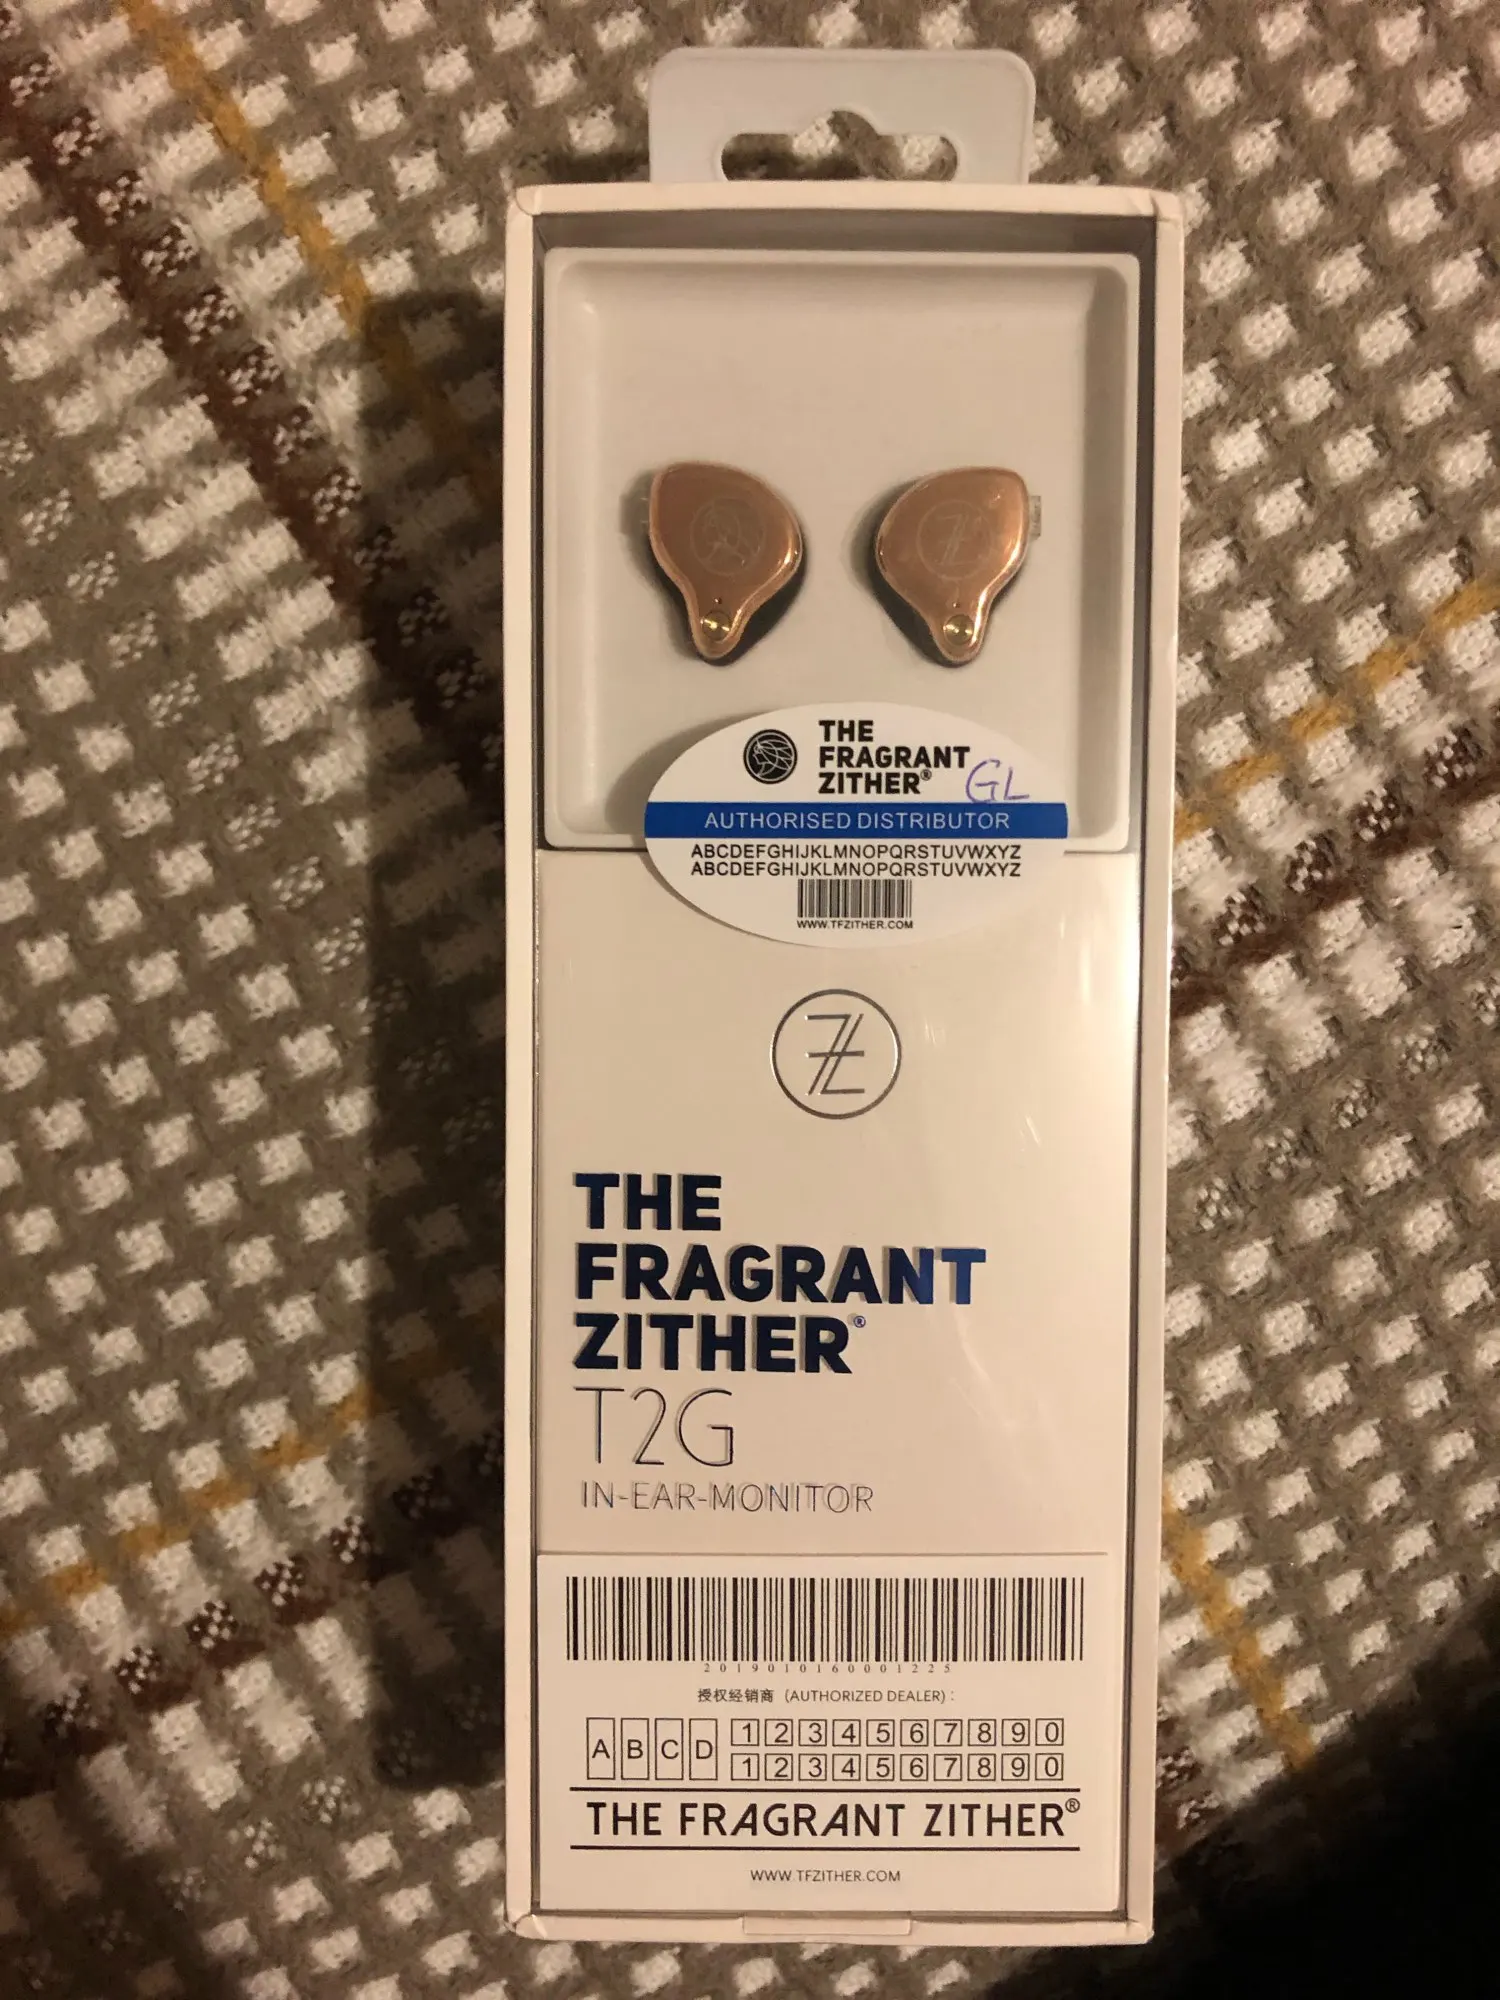 THE
FRAGRANT
ZITHER®
GL
AUTHORISED DISTRIBUTOR
ABCDEFGHIJKLMNOPQRSTUVWXYZ
ABCDEFGHIJKLMNOPQRSTUVWXYZ
WWW.TFZITHER.COM
THE
FRAGRANT
ZITHER®
T2G
IN-EAR-MONITOR
2019010160001225
授权经销商 (AUTHORIZED DEALER) :
A B C D 1 2 3 4 5 6 7 8 9 0
1 2 3 4 5 6 7 8 9 0
THE FRAGRANT ZITHER®
WWW.TFZITHER.COM